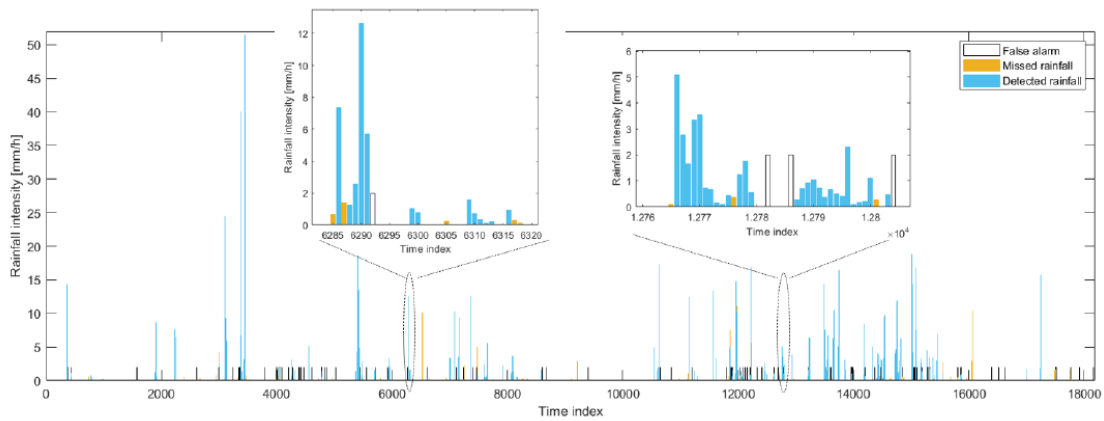 Rainfall intensity [mm/h]
50
45
40
35
30
25
20
15
10
5
0
0 2000 4000 6000 8000 10000 12000 14000 16000 18000
Time index
Rainfall intensity [mm/h]
12
10
8
6
4
2
0
6285 6290 6295 6300 6305 6310 6315 6320
Time index
Rainfall intensity [mm/h]
6
5
4
3
2
1
0
1.276 1.277 1.278 1.279 1.28
×10⁴
Time index
False alarm
Missed rainfall
Detected rainfall